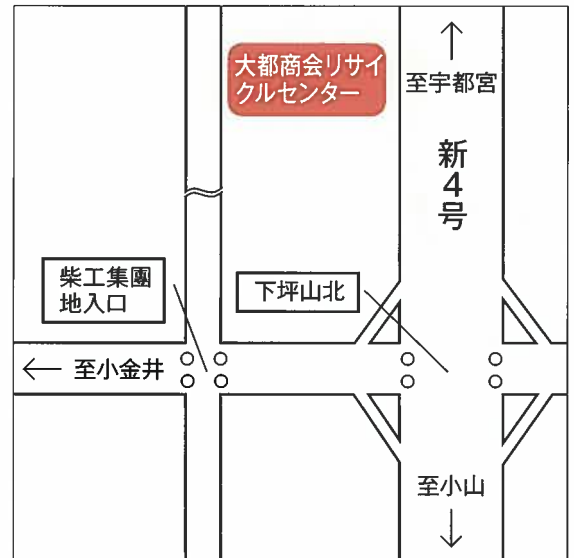 大都商会リサイ
クルセンター
至宇都宮
新4号
柴工集團
地入口
下坪山北
至小金井
至小山